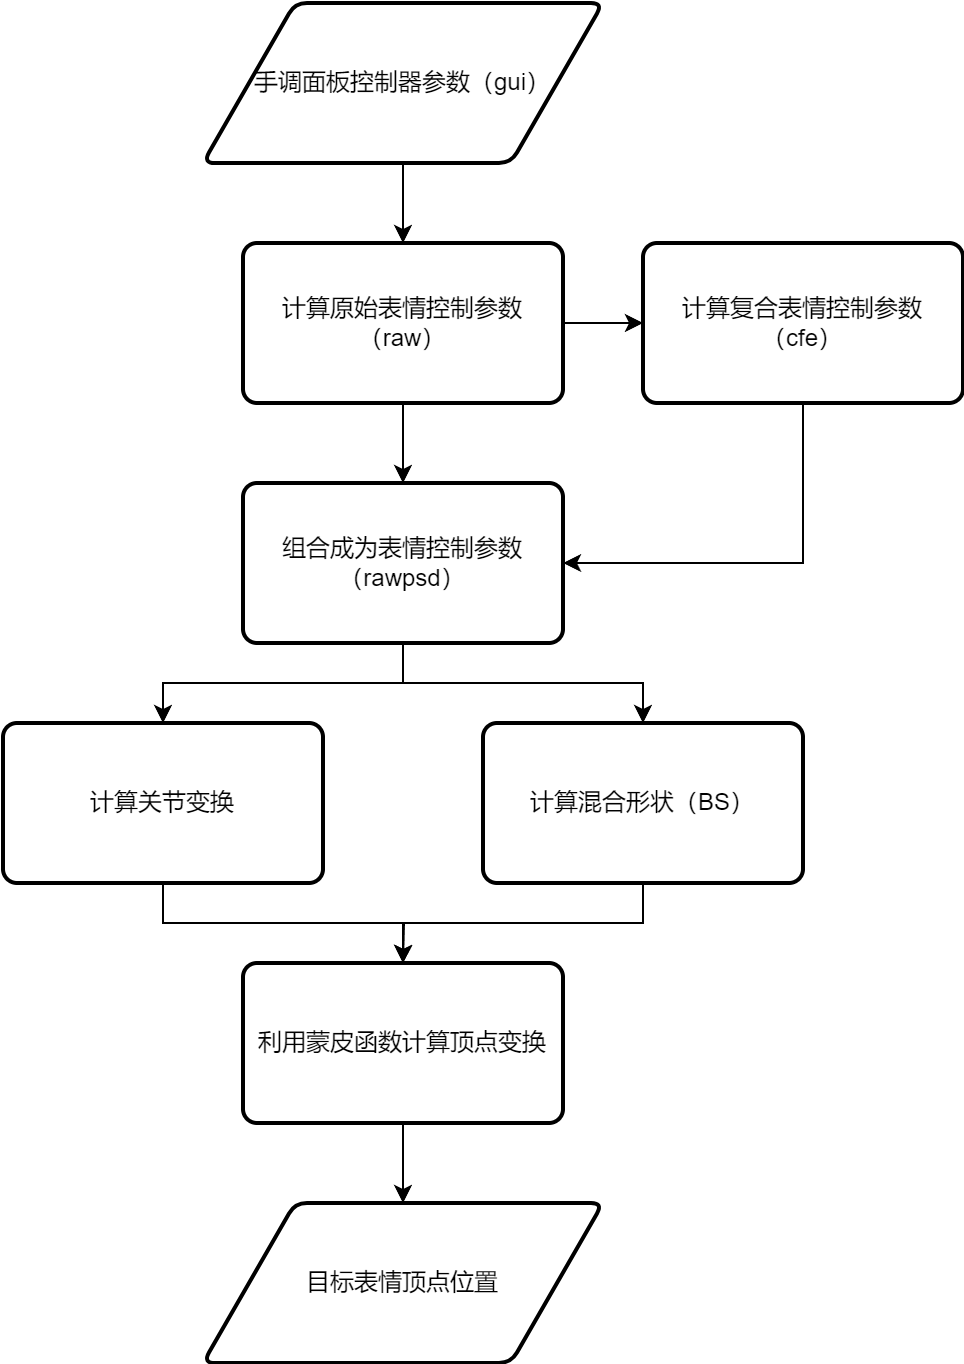 手调面板控制器参数（gui）
计算原始表情控制参数
（raw）
计算复合表情控制参数
（cfe）
组合成为表情控制参数
（rawpsd）
计算关节变换
计算混合形状（BS）
利用蒙皮函数计算顶点变换
目标表情顶点位置